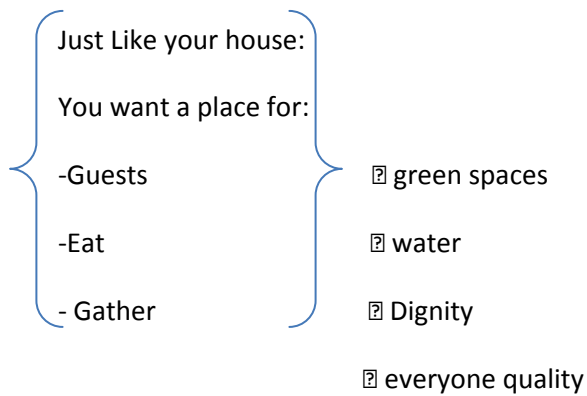 Just Like your house:
You want a place for:
-Guests
⍰ green spaces
-Eat
⍰ water
- Gather
⍰ Dignity
⍰ everyone quality